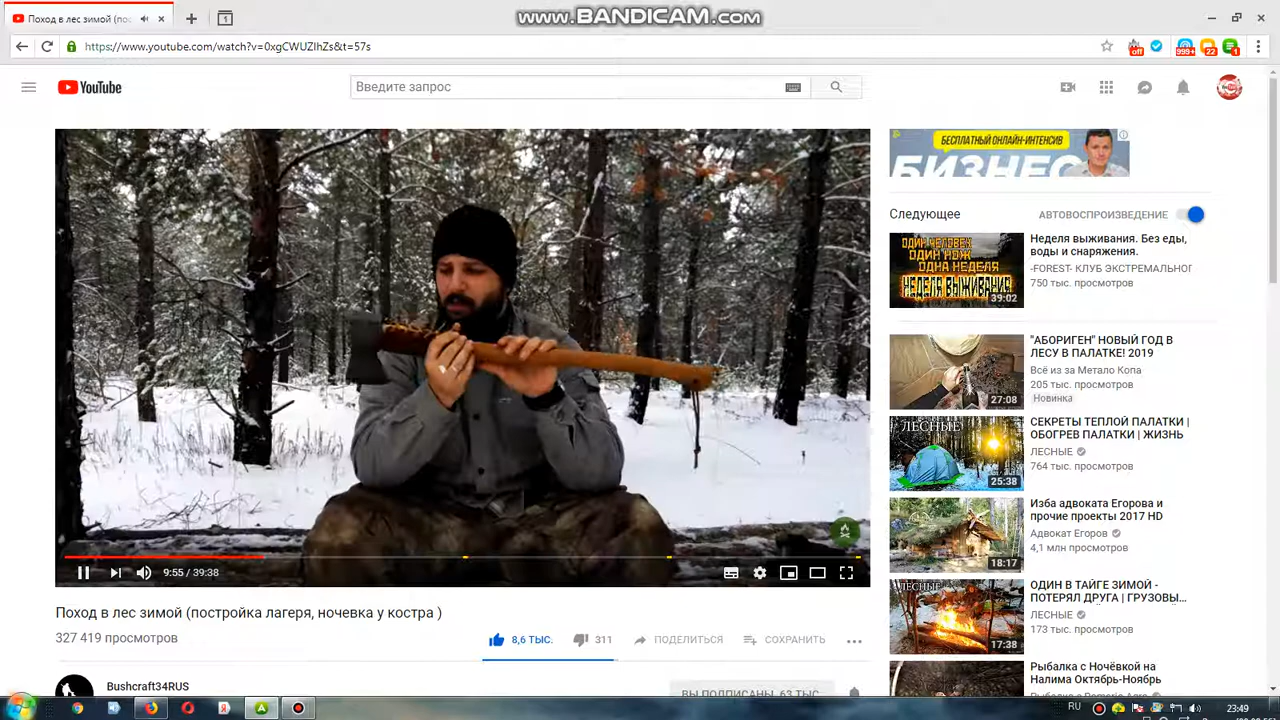 www.BANDICAM.com
Поход в лес зимой (пос
1
https://www.youtube.com/watch?v=0xgCWUZlhZs&t=57s
off
999+
22
1
YouTube
Введите запрос
БЕСПЛАТНЫЙ ОНЛАЙН-ИНТЕНСИВ
БИЗНЕС
Следующее
АВТОВОСПРОИЗВЕДЕНИЕ
ОДИН ЧЕЛОВЕК
ОДИН НОЖ
ОДНА НЕДЕЛЯ
НЕДЕЛЯ ВЫЖИВАНИЯ
39:02
Неделя выживания. Без еды,
воды и снаряжения.
-FOREST- КЛУБ ЭКСТРЕМАЛЬНОГ
750 тыс. просмотров
27:08
"АБОРИГЕН" НОВЫЙ ГОД В
ЛЕСУ В ПАЛАТКЕ! 2019
Всё из за Метало Копа
205 тыс. просмотров
Новинка
ЛЕСНЫЕ
25:38
СЕКРЕТЫ ТЕПЛОЙ ПАЛАТКИ |
ОБОГРЕВ ПАЛАТКИ | ЖИЗНЬ
ЛЕСНЫЕ
764 тыс. просмотров
18:17
Изба адвоката Егорова и
прочие проекты 2017 HD
Адвокат Егоров
4,1 млн просмотров
ЛЕСНЫЕ
17:38
ОДИН В ТАЙГЕ ЗИМОЙ -
ПОТЕРЯЛ ДРУГА | ГРУЗОВЫ...
ЛЕСНЫЕ
173 тыс. просмотров
Рыбалка с Ночёвкой на
Налима Октябрь-Ноябрь
9:55 / 39:38
Поход в лес зимой (постройка лагеря, ночевка у костра )
327 419 просмотров
8,6 ТЫС.
311
ПОДЕЛИТЬСЯ
СОХРАНИТЬ
Bushcraft34RUS
ВЫ ПОДПИСАНЫ, 63 ТЫС.
RU
23:49